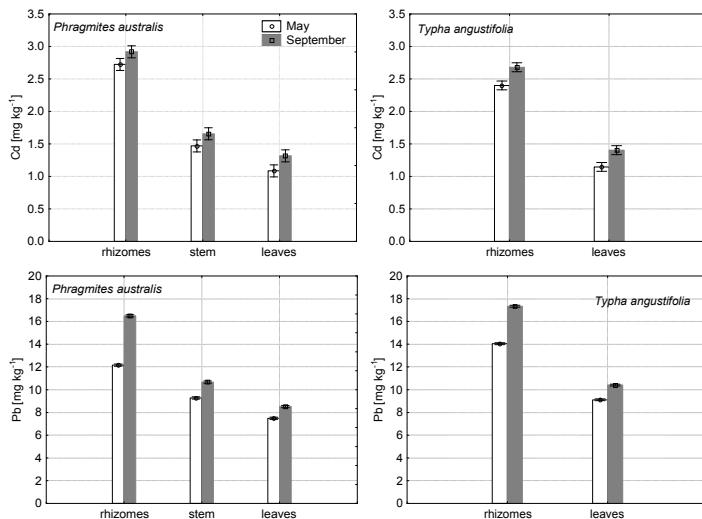 Phragmites australis
May
September
Cd [mg kg-1]
3.5
3.0
2.5
2.0
1.5
1.0
0.5
0.0
rhizomes stem leaves
Typha angustifolia
Cd [mg kg-1]
3.5
3.0
2.5
2.0
1.5
1.0
0.5
0.0
rhizomes leaves
Phragmites australis
Pb [mg kg-1]
20
18
16
14
12
10
8
6
4
2
0
rhizomes stem leaves
Typha angustifolia
Pb [mg kg-1]
20
18
16
14
12
10
8
6
4
2
0
rhizomes leaves